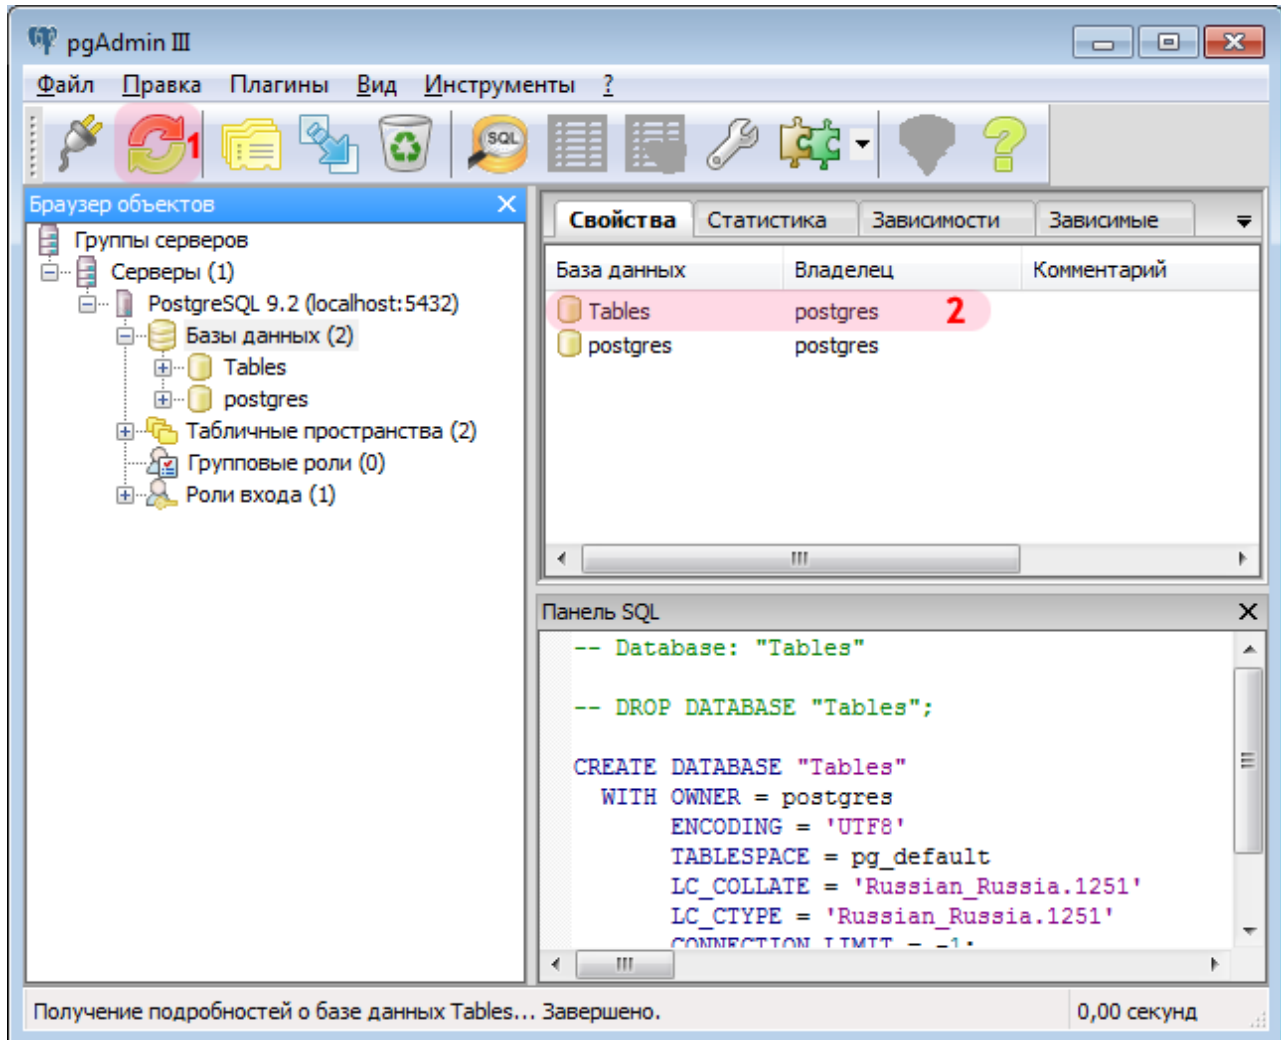 pgAdmin III
Файл Правка Плагины Вид Инструменты ?
1
SQL
Браузер объектов
Группы серверов
Серверы (1)
PostgreSQL 9.2 (localhost:5432)
Базы данных (2)
Tables
postgres
Табличные пространства (2)
Групповые роли (0)
Роли входа (1)
Свойства Статистика Зависимости Зависимые
База данных Владелец Комментарий
Tables postgres 2
postgres postgres
Панель SQL
-- Database: "Tables"
-- DROP DATABASE "Tables";
CREATE DATABASE "Tables"
WITH OWNER = postgres
ENCODING = 'UTF8'
TABLESPACE = pg_default
LC_COLLATE = 'Russian_Russia.1251'
LC_CTYPE = 'Russian_Russia.1251'
CONNECTION LIMIT = -1;
Получение подробностей о базе данных Tables... Завершено. 0,00 секунд